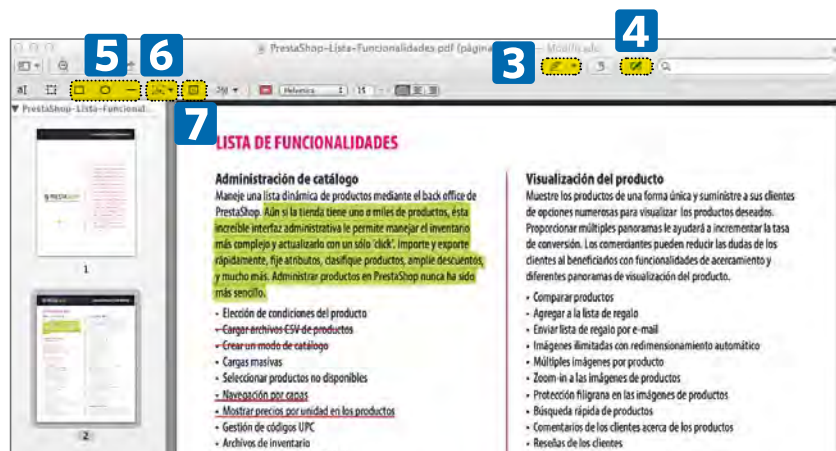 5 6 3 4
PrestaShop-Lista-Funcionalidades.pdf (página — Modificado
Helvetica
7
PrestaShop-Lista-Funcional...
LISTA DE FUNCIONALIDADES
Administración de catálogo
Maneje una lista dinámica de productos mediante el back office de
PrestaShop. Aún si la tienda tiene uno o miles de productos, ésta
increíble interfaz administrativa le permite manejar el inventario
más complejo y actualizarlo con un sólo 'click'. Importe y exporte
rápidamente, fije atributos, clasifique productos, amplie descuentos,
y mucho más. Administrar productos en PrestaShop nunca ha sido
más sencillo.
• Elección de condiciones del producto
• Cargar archivos CSV de productos
• Crear un modo de catálogo
• Cargas masivas
• Seleccionar productos no disponibles
• Navegación por capas
• Mostrar precios por unidad en los productos
• Gestión de códigos UPC
• Archivos de inventario
Visualización del producto
Muestre los productos de una forma única y suministre a sus clientes
de opciones numerosas para visualizar los productos deseados.
Proporcionar múltiples panoramas le ayudará a incrementar la tasa
de conversión. Los comerciantes pueden reducir las dudas de los
clientes al beneficiarlos con funcionalidades de acercamiento y
diferentes panoramas de visualización del producto.
• Comparar productos
• Agregar a la lista de regalo
• Enviar lista de regalo por e-mail
• Imágenes ilimitadas con redimensionamiento automático
• Múltiples imágenes por producto
• Zoom-in a las imágenes de productos
• Protección filigrana en las imágenes de productos
• Búsqueda rápida de productos
• Comentarios de los clientes acerca de los productos
• Reseñas de los clientes
1
2